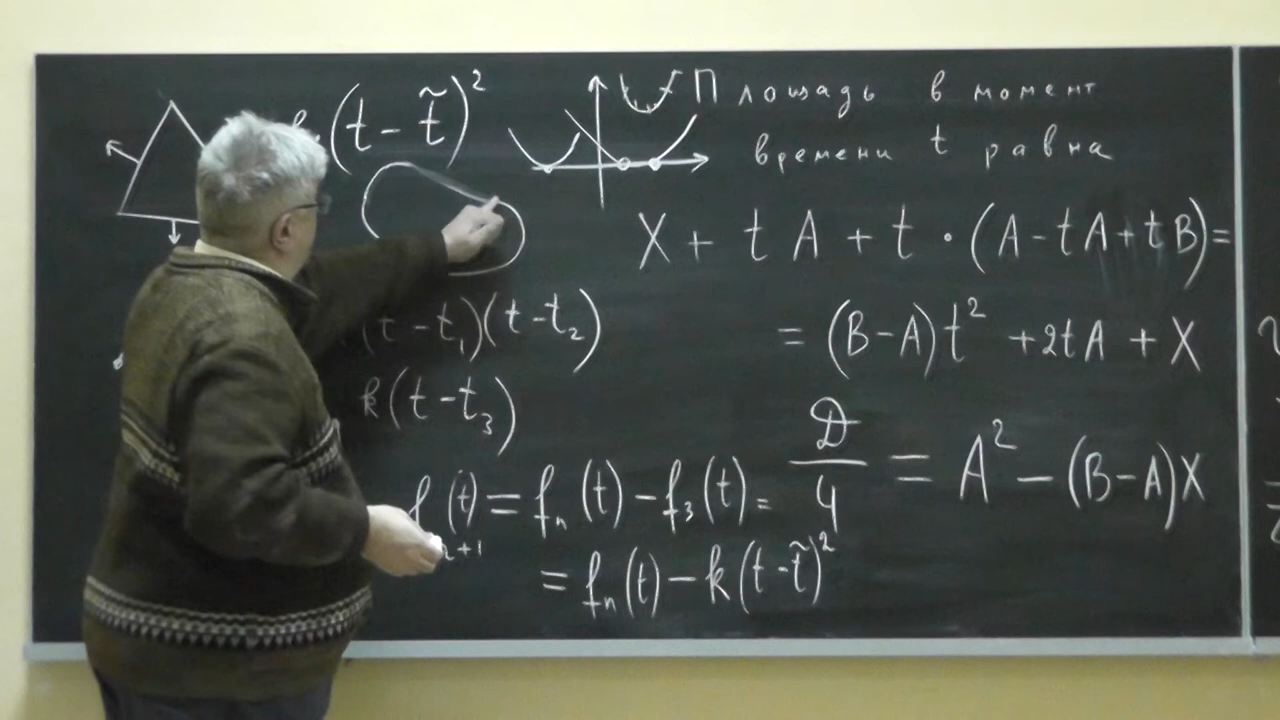 (t - t̃)²
Площадь в момент
времени t равна
X + tA + t · (A - tA + tB) =
(t - t₁)(t - t₂)
= (B - A)t² + 2tA + X
k(t - t₃)
Д/4 = A² - (B - A)X
f (t) = fₙ(t) - f₃(t) =
= fₙ(t) - k(t - t̃)²